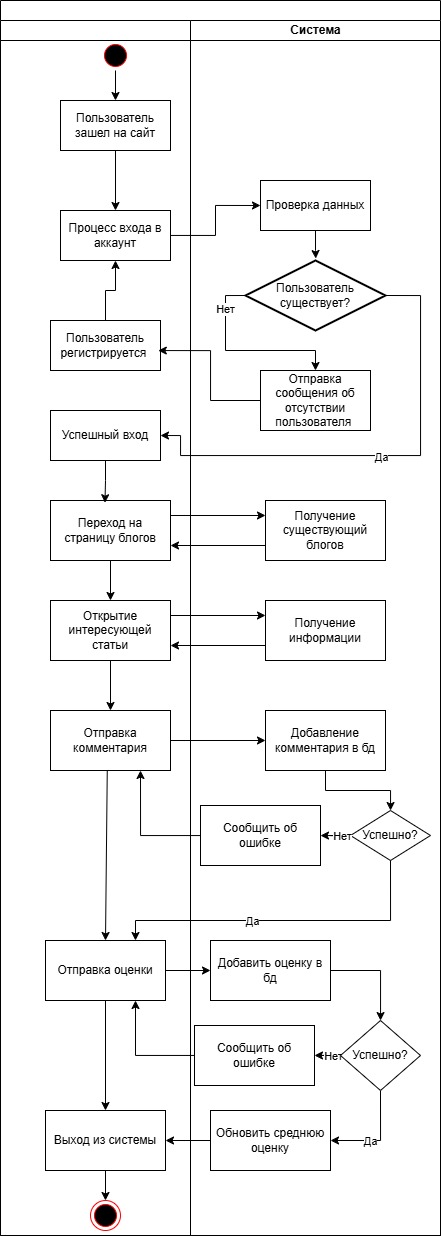 Система
Пользователь
зашел на сайт
Процесс входа в
аккаунт
Проверка данных
Пользователь
существует?
Нет
Пользователь
регистрируется
Отправка
сообщения об
отсутствии
пользователя
Успешный вход
Да
Переход на
страницу блогов
Получение
существующий
блогов
Открытие
интересующей
статьи
Получение
информации
Отправка
комментария
Добавление
комментария в бд
Сообщить об
ошибке
Нет
Успешно?
Да
Отправка оценки
Добавить оценку в
бд
Сообщить об
ошибке
Нет
Успешно?
Выход из системы
Обновить среднюю
оценку
Да